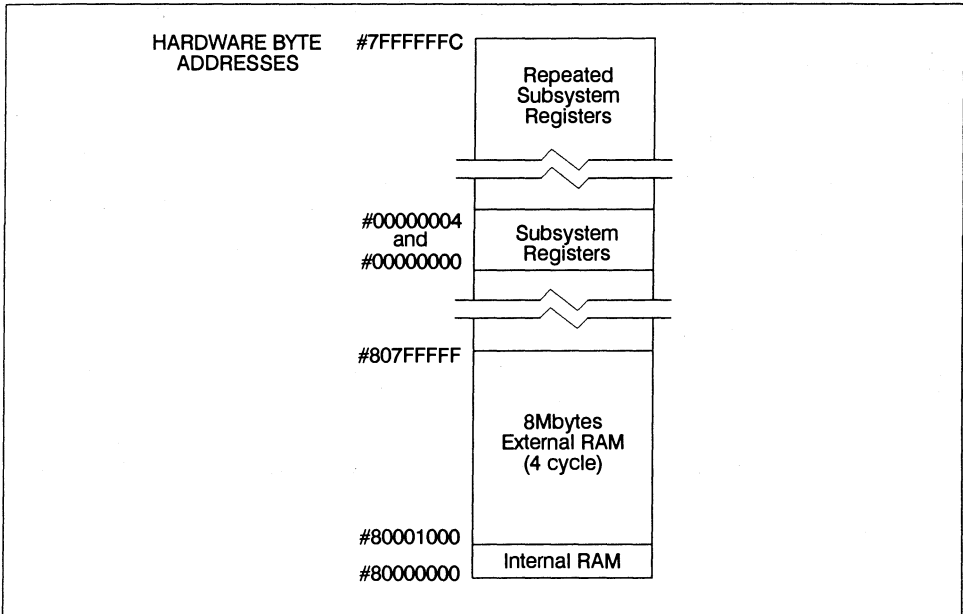 HARDWARE BYTE
ADDRESSES
#7FFFFFFC
Repeated
Subsystem
Registers
#00000004
and
#00000000
Subsystem
Registers
#807FFFFF
8Mbytes
External RAM
(4 cycle)
#80001000
Internal RAM
#80000000